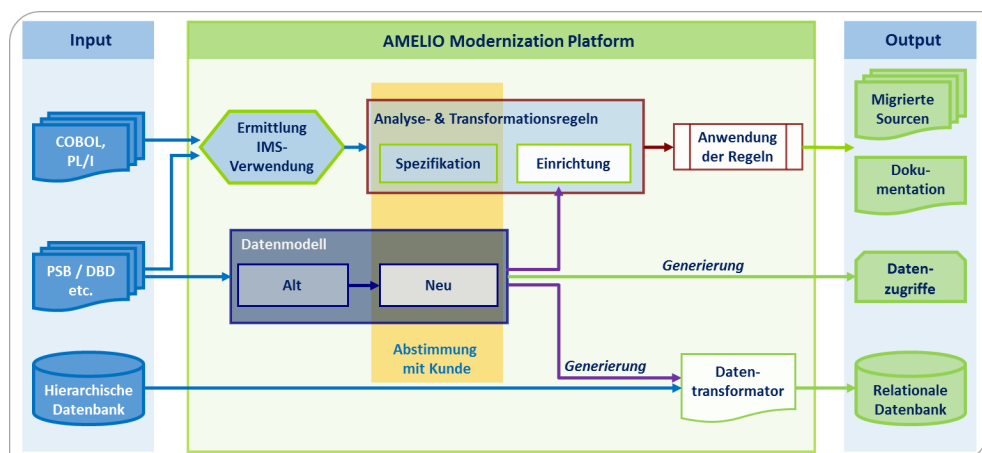 Input
AMELIO Modernization Platform
Output
COBOL,
PL/I
Ermittlung
IMS-
Verwendung
Analyse- & Transformationsregeln
Spezifikation
Einrichtung
Anwendung
der Regeln
Migrierte
Sourcen
Doku-
mentation
PSB / DBD
etc.
Datenmodell
Alt
Neu
Generierung
Daten-
zugriffe
Abstimmung
mit Kunde
Generierung
Hierarchische
Datenbank
Daten-
transformator
Relationale
Datenbank